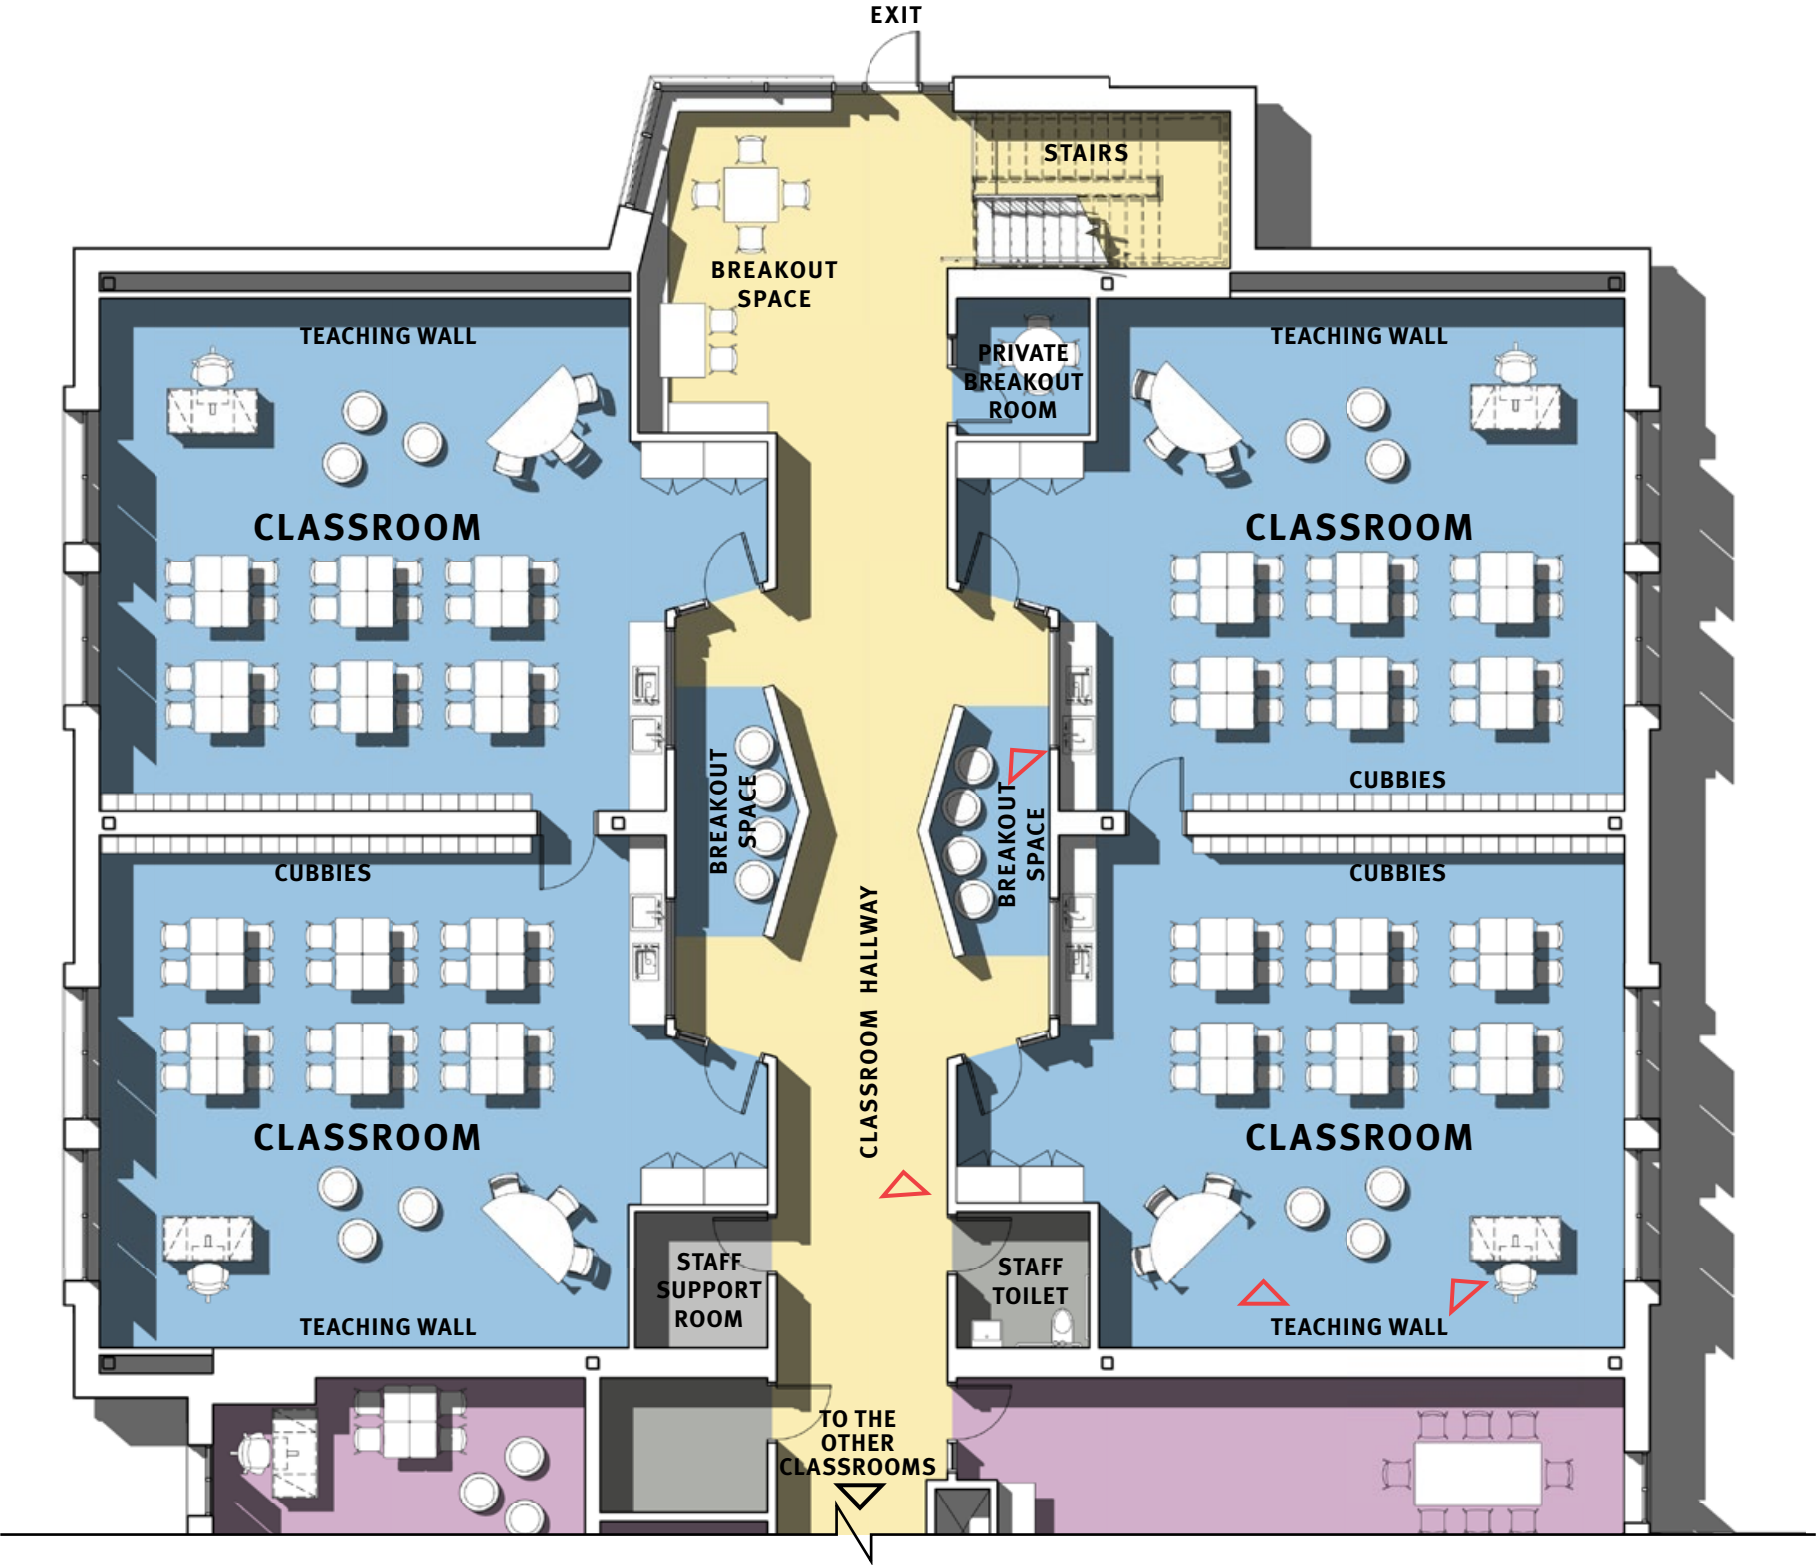 EXIT
STAIRS
BREAKOUT
SPACE
TEACHING WALL
PRIVATE
BREAKOUT
ROOM
TEACHING WALL
CLASSROOM
CLASSROOM
BREAKOUT
SPACE
BREAKOUT
SPACE
CUBBIES
CUBBIES
CUBBIES
CLASSROOM HALLWAY
CLASSROOM
CLASSROOM
STAFF
SUPPORT
ROOM
STAFF
TOILET
TEACHING WALL
TEACHING WALL
TO THE
OTHER
CLASSROOMS